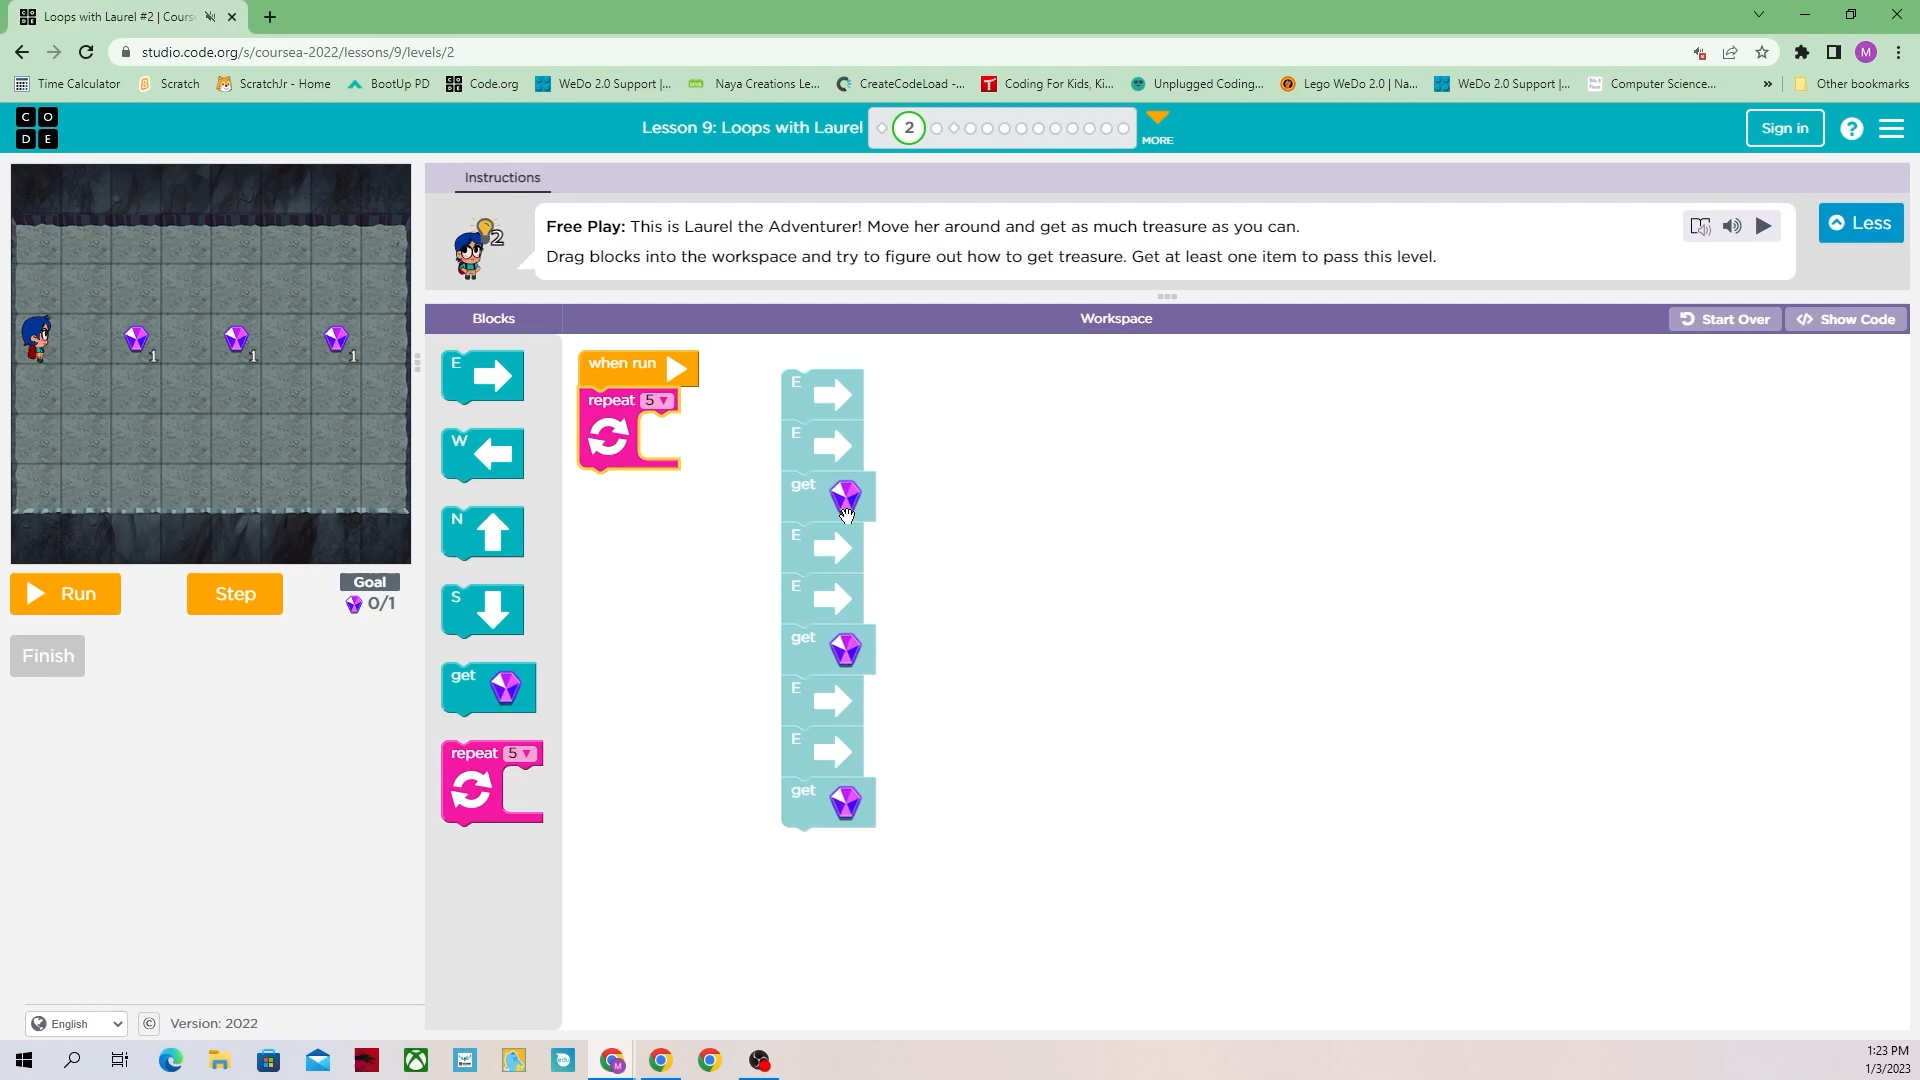 Loops with Laurel #2 | Cours
studio.code.org/s/coursea-2022/lessons/9/levels/2
M
Time Calculator
Scratch
ScratchJr - Home
BootUp PD
Code.org
WeDo 2.0 Support |...
Naya Creations Le...
CreateCodeLoad -...
Coding For Kids, Ki...
Unplugged Coding...
Lego WeDo 2.0 | Na...
WeDo 2.0 Support |...
Computer Science...
»
Other bookmarks
C O
D E
Lesson 9: Loops with Laurel
2
MORE
Sign in
?
Instructions
2
Free Play: This is Laurel the Adventurer! Move her around and get as much treasure as you can.
Drag blocks into the workspace and try to figure out how to get treasure. Get at least one item to pass this level.
Less
Blocks
Workspace
Start Over
</> Show Code
1
1
1
Run
Step
Goal
0/1
Finish
E
W
N
S
get
repeat 5
when run
repeat 5
E
E
get
E
E
get
E
E
get
English
©
Version: 2022
1:23 PM
1/3/2023